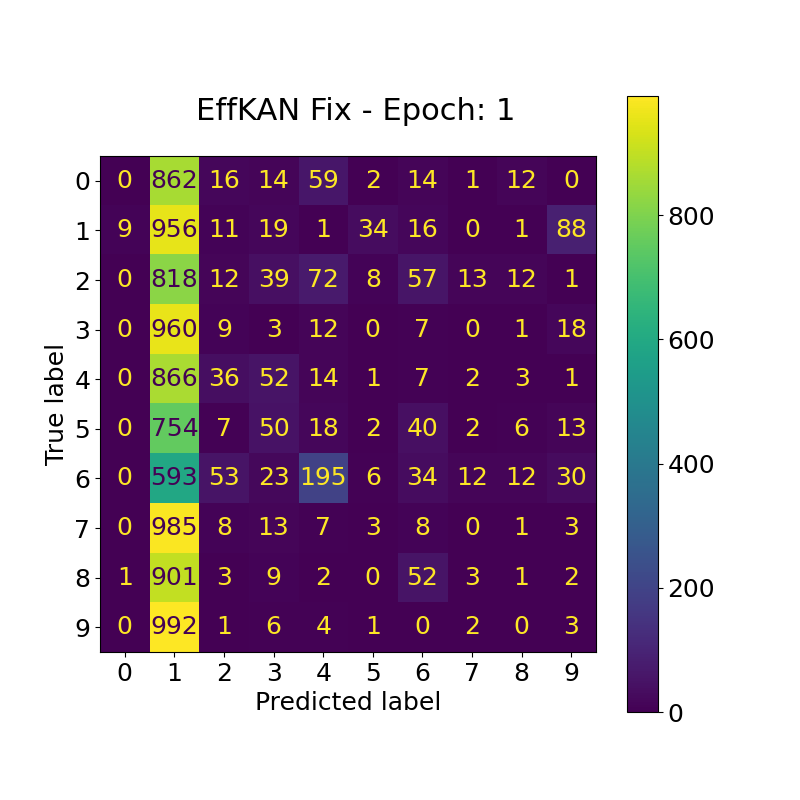 EffKAN Fix - Epoch: 1
0 0 862 16 14 59 2 14 1 12 0
1 9 956 11 19 1 34 16 0 1 88
2 0 818 12 39 72 8 57 13 12 1
3 0 960 9 3 12 0 7 0 1 18
4 0 866 36 52 14 1 7 2 3 1
5 0 754 7 50 18 2 40 2 6 13
6 0 593 53 23 195 6 34 12 12 30
7 0 985 8 13 7 3 8 0 1 3
8 1 901 3 9 2 0 52 3 1 2
9 0 992 1 6 4 1 0 2 0 3
0 1 2 3 4 5 6 7 8 9
Predicted label
True label
800
600
400
200
0